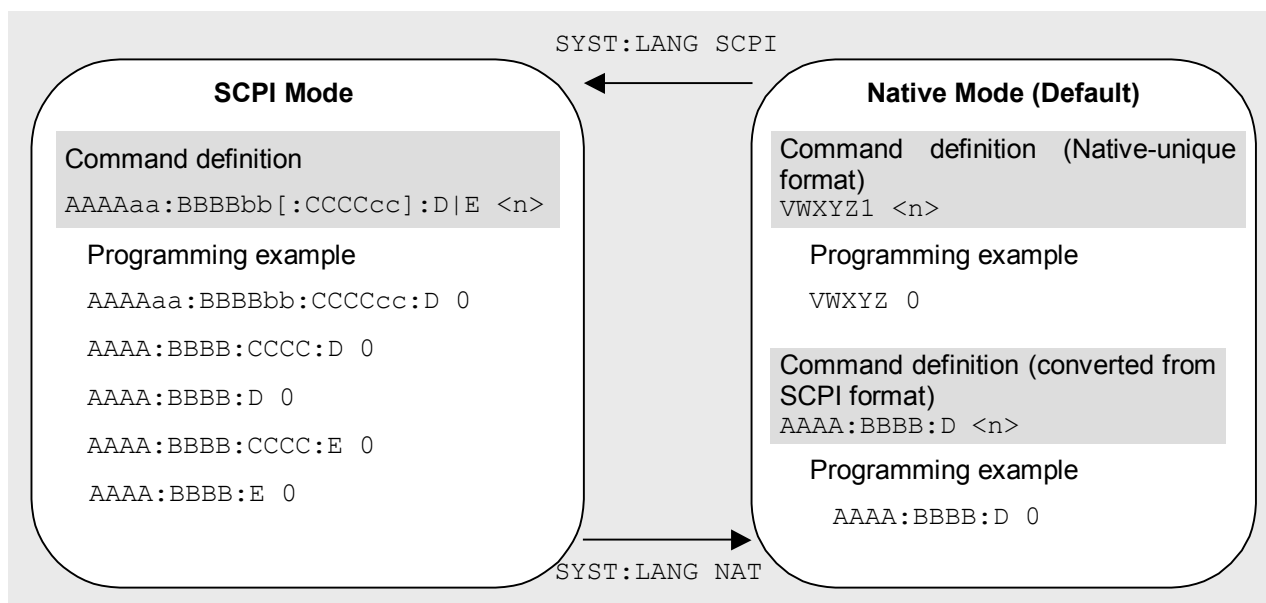 SYST:LANG SCPI
SCPI Mode
Command definition
AAAAaa:BBBBbb[:CCCCcc]:D|E <n>
Programming example
AAAAaa:BBBBbb:CCCCcc:D 0
AAAA:BBBB:CCCC:D 0
AAAA:BBBB:D 0
AAAA:BBBB:CCCC:E 0
AAAA:BBBB:E 0
Native Mode (Default)
Command definition (Native-unique
format)
VWXYZ1 <n>
Programming example
VWXYZ 0
Command definition (converted from
SCPI format)
AAAA:BBBB:D <n>
Programming example
AAAA:BBBB:D 0
SYST:LANG NAT